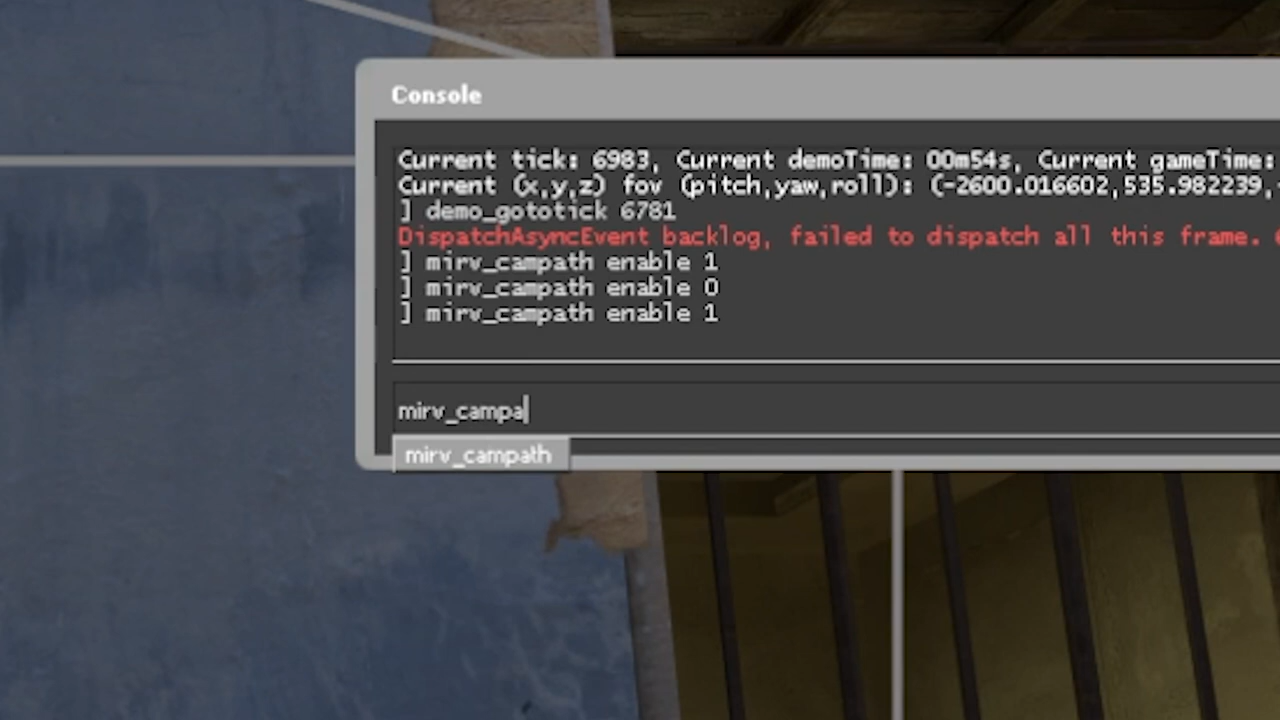 Console
Current tick: 6983, Current demoTime: 00m54s, Current gameTime:
Current (x,y,z) fov (pitch,yaw,roll): (-2600.016602,535.982239,
] demo_gototick 6781
DispatchAsyncEvent backlog, failed to dispatch all this frame.
] mirv_campath enable 1
] mirv_campath enable 0
] mirv_campath enable 1
mirv_campa
mirv_campath